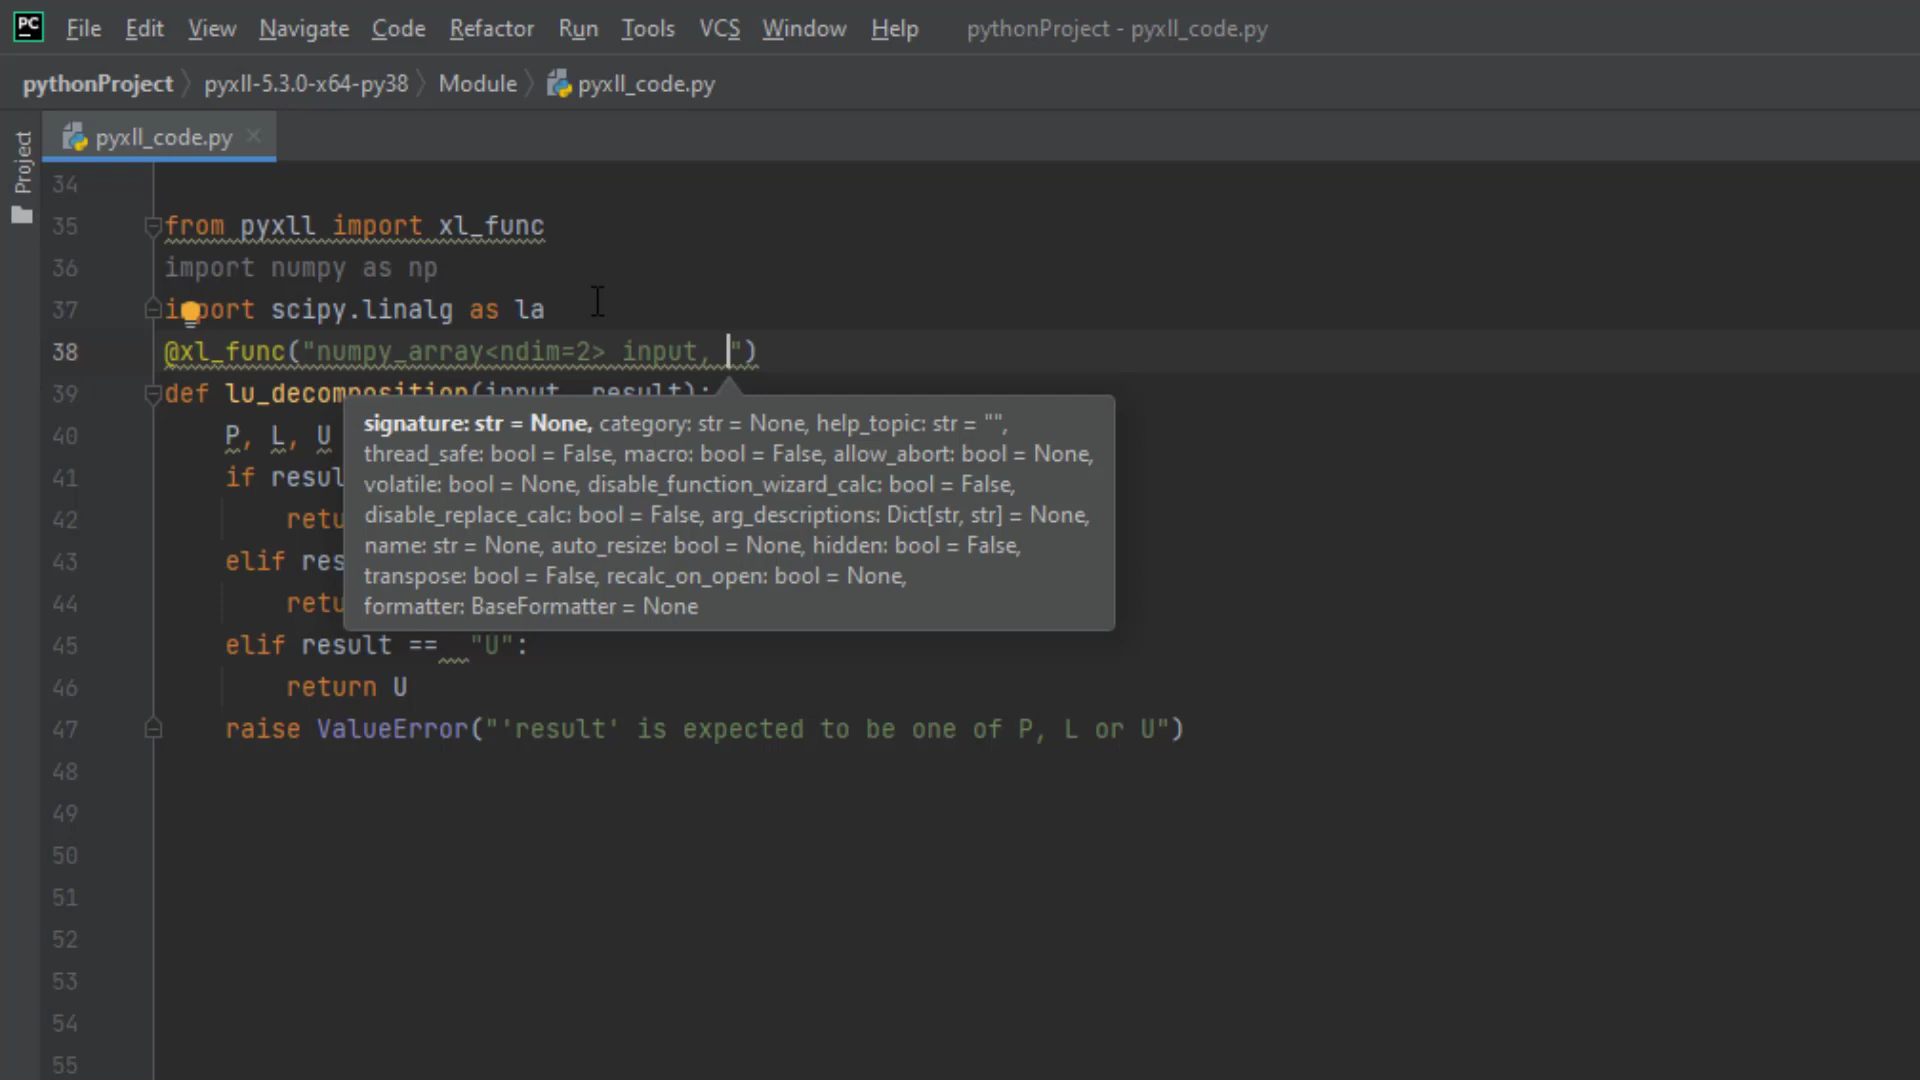 PC File Edit View Navigate Code Refactor Run Tools VCS Window Help pythonProject - pyxll_code.py
pythonProject pyxll-5.3.0-x64-py38 Module pyxll_code.py
Project
pyxll_code.py
34
35 from pyxll import xl_func
36 import numpy as np
37 import scipy.linalg as la
38 @xl_func("numpy_array<ndim=2> input, ")
39 def lu_decomposition(input, result):
signature: str = None, category: str = None, help_topic: str = "",
40 P, L, U
thread_safe: bool = False, macro: bool = False, allow_abort: bool = None,
41 if resul
volatile: bool = None, disable_function_wizard_calc: bool = False,
42 retu
disable_replace_calc: bool = False, arg_descriptions: Dict[str, str] = None,
name: str = None, auto_resize: bool = None, hidden: bool = False,
43 elif res
transpose: bool = False, recalc_on_open: bool = None,
44 retu
formatter: BaseFormatter = None
45 elif result ==  "U":
46 return U
47 raise ValueError("'result' is expected to be one of P, L or U")
48
49
50
51
52
53
54
55